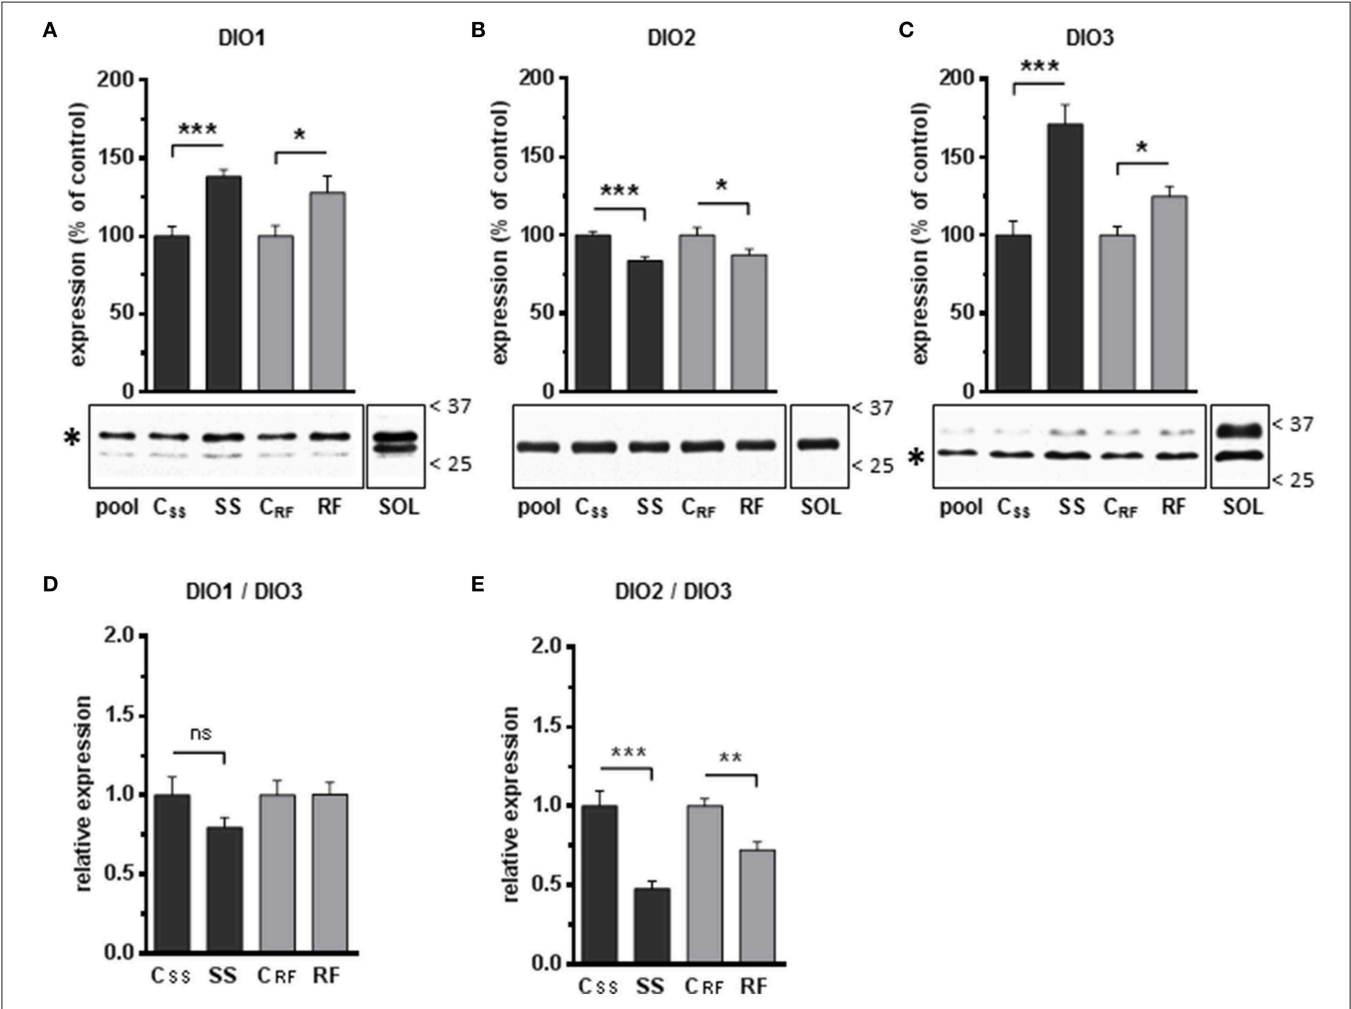 A
DIO1
expression (% of control)
200
150
100
50
0
***
*
*
< 37
< 25
pool CSS SS CRF RF SOL
B
DIO2
expression (% of control)
200
150
100
50
0
***
*
< 37
< 25
pool CSS SS CRF RF SOL
C
DIO3
expression (% of control)
200
150
100
50
0
***
*
*
< 37
< 25
pool CSS SS CRF RF SOL
D
DIO1 / DIO3
relative expression
2.0
1.5
1.0
0.5
0.0
ns
CSS SS CRF RF
E
DIO2 / DIO3
relative expression
2.0
1.5
1.0
0.5
0.0
***
**
CSS SS CRF RF